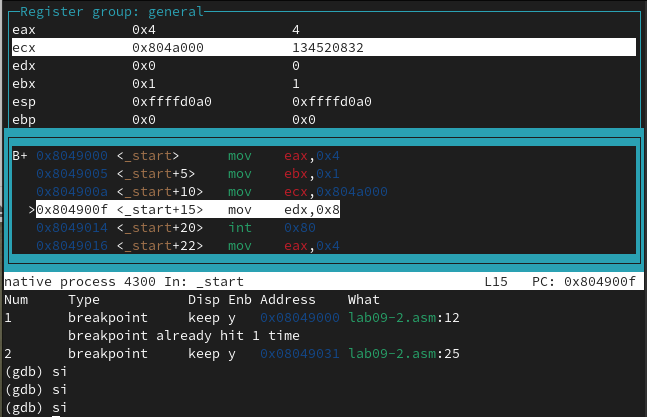 Register group: general
eax 0x4 4
ecx 0x804a000 134520832
edx 0x0 0
ebx 0x1 1
esp 0xffffd0a0 0xffffd0a0
ebp 0x0 0x0
B+ 0x8049000 <_start> mov eax,0x4
0x8049005 <_start+5> mov ebx,0x1
0x804900a <_start+10> mov ecx,0x804a000
>0x804900f <_start+15> mov edx,0x8
0x8049014 <_start+20> int 0x80
0x8049016 <_start+22> mov eax,0x4
native process 4300 In: _start L15 PC: 0x804900f
Num Type Disp Enb Address What
1 breakpoint keep y 0x08049000 lab09-2.asm:12
breakpoint already hit 1 time
2 breakpoint keep y 0x08049031 lab09-2.asm:25
(gdb) si
(gdb) si
(gdb) si